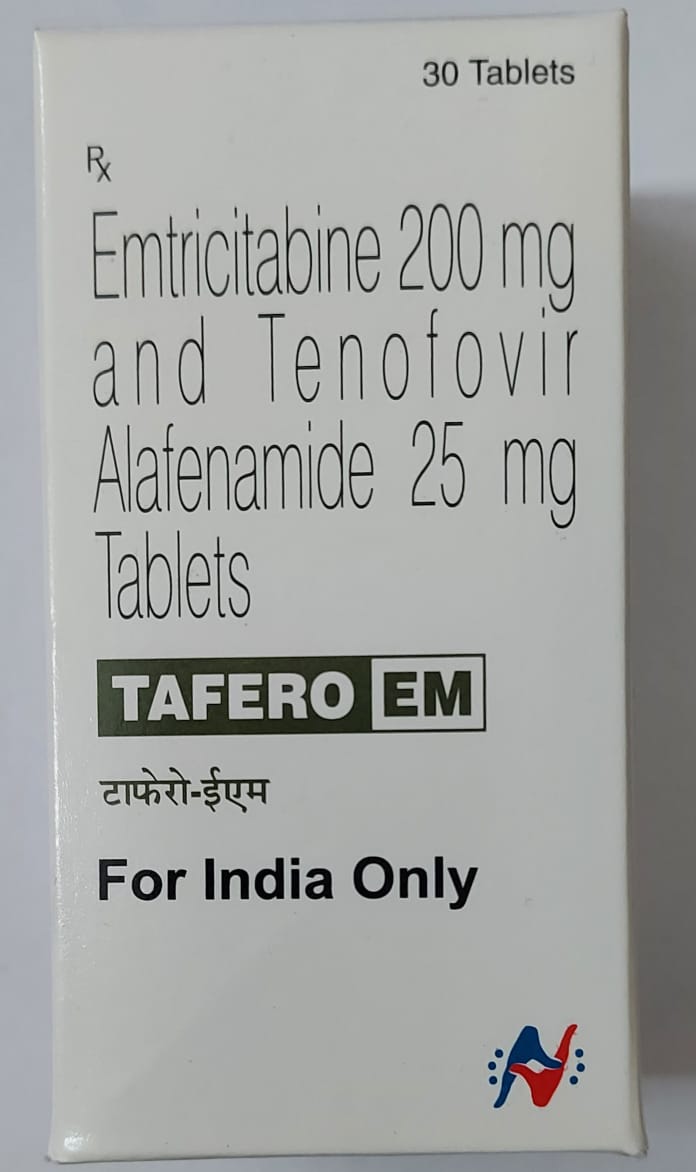 30 Tablets
Rx
Emtricitabine 200 mg
and Tenofovir
Alafenamide 25 mg
Tablets
TAFERO EM
टाफेरो-ईएम
For India Only